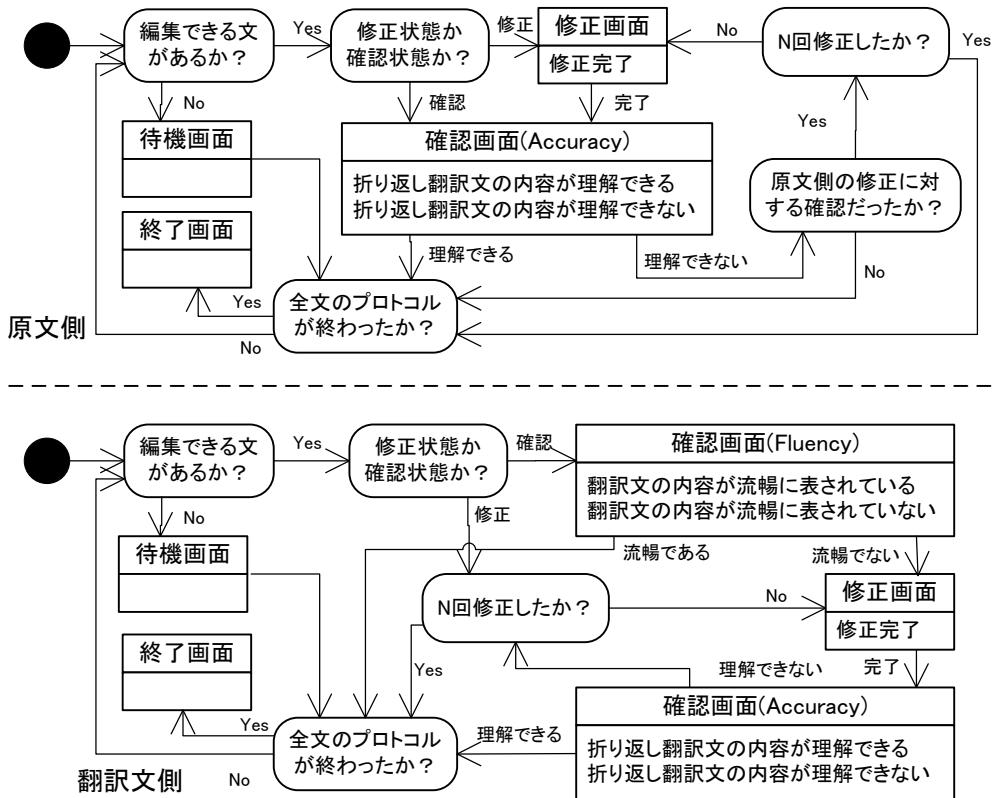 編集できる文
があるか？
Yes
修正状態か
確認状態か？
修正
修正画面
修正完了
No
N回修正したか？
Yes
No
確認
完了
Yes
待機画面
確認画面(Accuracy)
折り返し翻訳文の内容が理解できる
折り返し翻訳文の内容が理解できない
原文側の修正に対
する確認だったか？
終了画面
理解できる
理解できない
No
Yes
全文のプロトコル
が終わったか？
原文側
No
編集できる文
があるか？
Yes
修正状態か
確認状態か？
確認
確認画面(Fluency)
翻訳文の内容が流暢に表されている
翻訳文の内容が流暢に表されていない
No
修正
待機画面
流暢である
流暢でない
N回修正したか？
No
修正画面
修正完了
終了画面
Yes
理解できない
完了
確認画面(Accuracy)
折り返し翻訳文の内容が理解できる
折り返し翻訳文の内容が理解できない
Yes
全文のプロトコル
が終わったか？
理解できる
翻訳文側
No